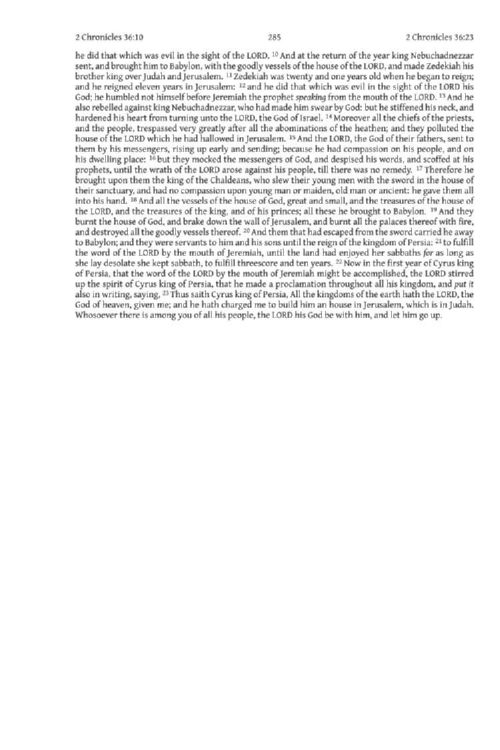 2 Chronicles 36:10 285 2 Chronicles 36:23
he did that which was evil in the sight of the LORD. 10 And at the return of the year king Nebuchadnezzar
sent, and brought him to Babylon, with the goodly vessels of the house of the LORD, and made Zedekiah his
brother king over Judah and Jerusalem. 11 Zedekiah was twenty and one years old when he began to reign;
and he reigned eleven years in Jerusalem: 12 and he did that which was evil in the sight of the LORD his
God; he humbled not himself before Jeremiah the prophet speaking from the mouth of the LORD. 13 And he
also rebelled against king Nebuchadnezzar, who had made him swear by God: but he stiffened his neck, and
hardened his heart from turning unto the LORD, the God of Israel. 14 Moreover all the chiefs of the priests,
and the people, trespassed very greatly after all the abominations of the heathen; and they polluted the
house of the LORD which he had hallowed in Jerusalem. 15 And the LORD, the God of their fathers, sent to
them by his messengers, rising up early and sending; because he had compassion on his people, and on
his dwelling place: 16 but they mocked the messengers of God, and despised his words, and scoffed at his
prophets, until the wrath of the LORD arose against his people, till there was no remedy. 17 Therefore he
brought upon them the king of the Chaldeans, who slew their young men with the sword in the house of
their sanctuary, and had no compassion upon young man or maiden, old man or ancient: he gave them all
into his hand. 18 And all the vessels of the house of God, great and small, and the treasures of the house of
the LORD, and the treasures of the king, and of his princes; all these he brought to Babylon. 19 And they
burnt the house of God, and brake down the wall of Jerusalem, and burnt all the palaces thereof with fire,
and destroyed all the goodly vessels thereof. 20 And them that had escaped from the sword carried he away
to Babylon; and they were servants to him and his sons until the reign of the kingdom of Persia: 21 to fulfill
the word of the LORD by the mouth of Jeremiah, until the land had enjoyed her sabbaths for as long as
she lay desolate she kept sabbath, to fulfill threescore and ten years. 22 Now in the first year of Cyrus king
of Persia, that the word of the LORD by the mouth of Jeremiah might be accomplished, the LORD stirred
up the spirit of Cyrus king of Persia, that he made a proclamation throughout all his kingdom, and put it
also in writing, saying, 23 Thus saith Cyrus king of Persia, All the kingdoms of the earth hath the LORD, the
God of heaven, given me; and he hath charged me to build him an house in Jerusalem, which is in Judah.
Whosoever there is among you of all his people, the LORD his God be with him, and let him go up.